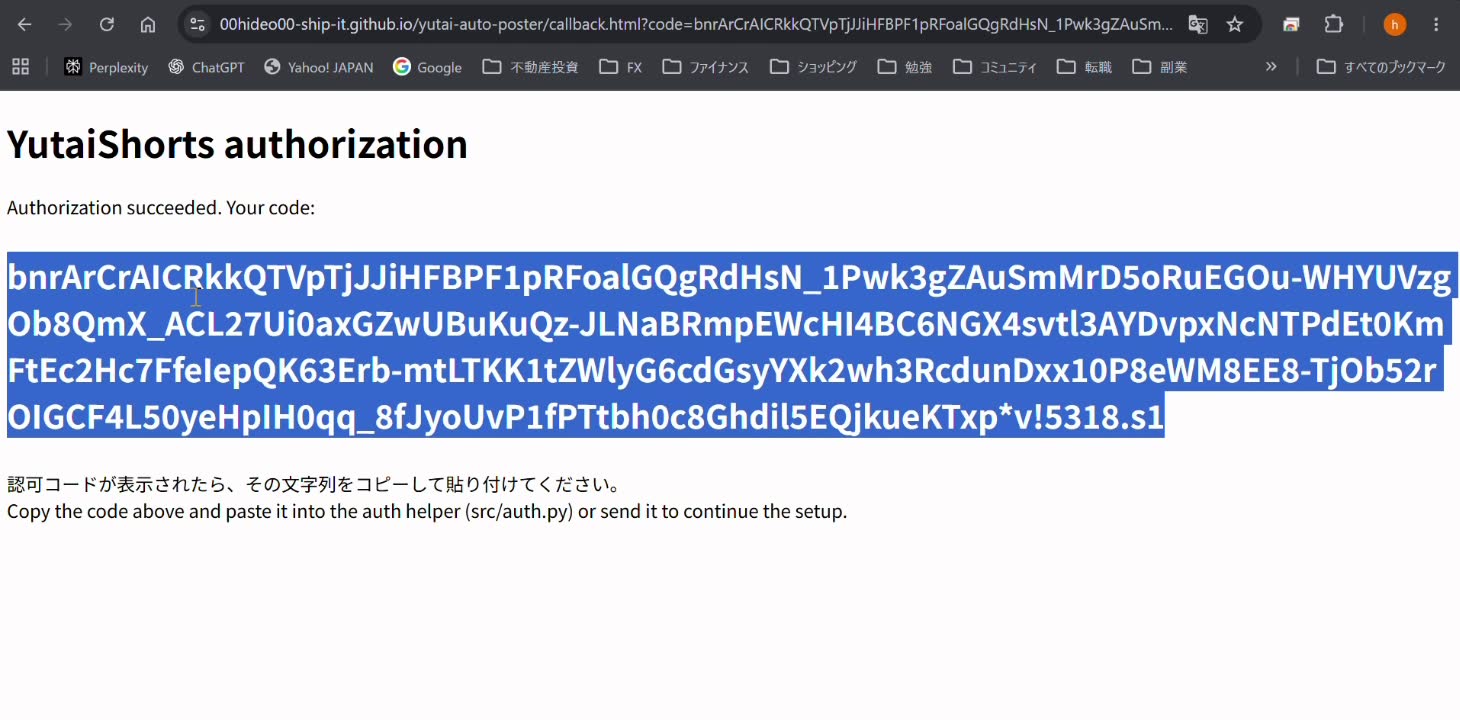 00hideo00-ship-it.github.io/yutai-auto-poster/callback.html?code=bnrArCrAICRkkQTVpTjJJiHFBPF1pRFoalGQgRdHsN_1Pwk3gZAuSm...
h
Perplexity ChatGPT Yahoo! JAPAN Google 不動産投資 FX ファイナンス ショッピング 勉強 コミュニティ 転職 副業 » すべてのブックマーク
YutaiShorts authorization
Authorization succeeded. Your code:
bnrArCrAICRkkQTVpTjJJiHFBPF1pRFoalGQgRdHsN_1Pwk3gZAuSmMrD5oRuEGOu-WHYUVzg
Ob8QmX_ACL27Ui0axGZwUBuKuQz-JLNaBRmpEWcHI4BC6NGX4svtl3AYDvpxNcNTPdEt0Km
FtEc2Hc7FfeIepQK63Erb-mtLTKK1tZWlyG6cdGsyYXk2wh3RcdunDxx10P8eWM8EE8-TjOb52r
OIGCF4L50yeHpIH0qq_8fJyoUvP1fPTtbh0c8Ghdil5EQjkueKTxp*v!5318.s1
認可コードが表示されたら、その文字列をコピーして貼り付けてください。
Copy the code above and paste it into the auth helper (src/auth.py) or send it to continue the setup.